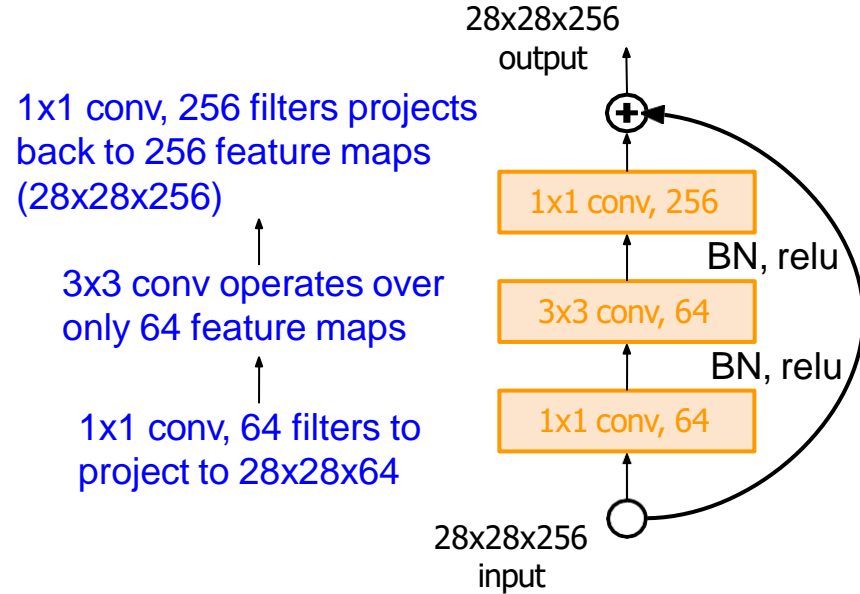 28x28x256
output
1x1 conv, 256 filters projects
back to 256 feature maps
(28x28x256)
3x3 conv operates over
only 64 feature maps
1x1 conv, 64 filters to
project to 28x28x64
+
1x1 conv, 256
BN, relu
3x3 conv, 64
BN, relu
1x1 conv, 64
28x28x256
input